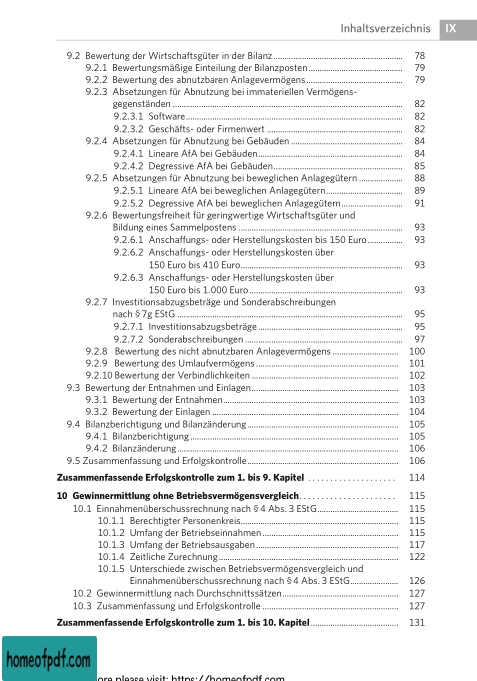 Inhaltsverzeichnis IX
9.2 Bewertung der Wirtschaftsgüter in der Bilanz 78
9.2.1 Bewertungsmäßige Einteilung der Bilanzposten 79
9.2.2 Bewertung des abnutzbaren Anlagevermögens 79
9.2.3 Absetzungen für Abnutzung bei immateriellen Vermögens-
gegenständen 82
9.2.3.1 Software 82
9.2.3.2 Geschäfts- oder Firmenwert 82
9.2.4 Absetzungen für Abnutzung bei Gebäuden 84
9.2.4.1 Lineare AfA bei Gebäuden 84
9.2.4.2 Degressive AfA bei Gebäuden 85
9.2.5 Absetzungen für Abnutzung bei beweglichen Anlagegütern 88
9.2.5.1 Lineare AfA bei beweglichen Anlagegütern 89
9.2.5.2 Degressive AfA bei beweglichen Anlagegütern 91
9.2.6 Bewertungsfreiheit für geringwertige Wirtschaftsgüter und
Bildung eines Sammelpostens 93
9.2.6.1 Anschaffungs- oder Herstellungskosten bis 150 Euro 93
9.2.6.2 Anschaffungs- oder Herstellungskosten über
150 Euro bis 410 Euro 93
9.2.6.3 Anschaffungs- oder Herstellungskosten über
150 Euro bis 1.000 Euro 93
9.2.7 Investitionsabzugsbeträge und Sonderabschreibungen
nach § 7g EStG 95
9.2.7.1 Investitionsabzugsbeträge 95
9.2.7.2 Sonderabschreibungen 97
9.2.8 Bewertung des nicht abnutzbaren Anlagevermögens 100
9.2.9 Bewertung des Umlaufvermögens 101
9.2.10 Bewertung der Verbindlichkeiten 102
9.3 Bewertung der Entnahmen und Einlagen 103
9.3.1 Bewertung der Entnahmen 103
9.3.2 Bewertung der Einlagen 104
9.4 Bilanzberichtigung und Bilanzänderung 105
9.4.1 Bilanzberichtigung 105
9.4.2 Bilanzänderung 106
9.5 Zusammenfassung und Erfolgskontrolle 106
Zusammenfassende Erfolgskontrolle zum 1. bis 9. Kapitel 114
10 Gewinnermittlung ohne Betriebsvermögensvergleich 115
10.1 Einnahmenüberschussrechnung nach § 4 Abs. 3 EStG 115
10.1.1 Berechtigter Personenkreis 115
10.1.2 Umfang der Betriebseinnahmen 115
10.1.3 Umfang der Betriebsausgaben 117
10.1.4 Zeitliche Zurechnung 122
10.1.5 Unterschiede zwischen Betriebsvermögensvergleich und
Einnahmenüberschussrechnung nach § 4 Abs. 3 EStG 126
10.2 Gewinnermittlung nach Durchschnittssätzen 127
10.3 Zusammenfassung und Erfolgskontrolle 127
Zusammenfassende Erfolgskontrolle zum 1. bis 10. Kapitel 131
homeofpdf.com
ore please visit: https://homeofpdf.com